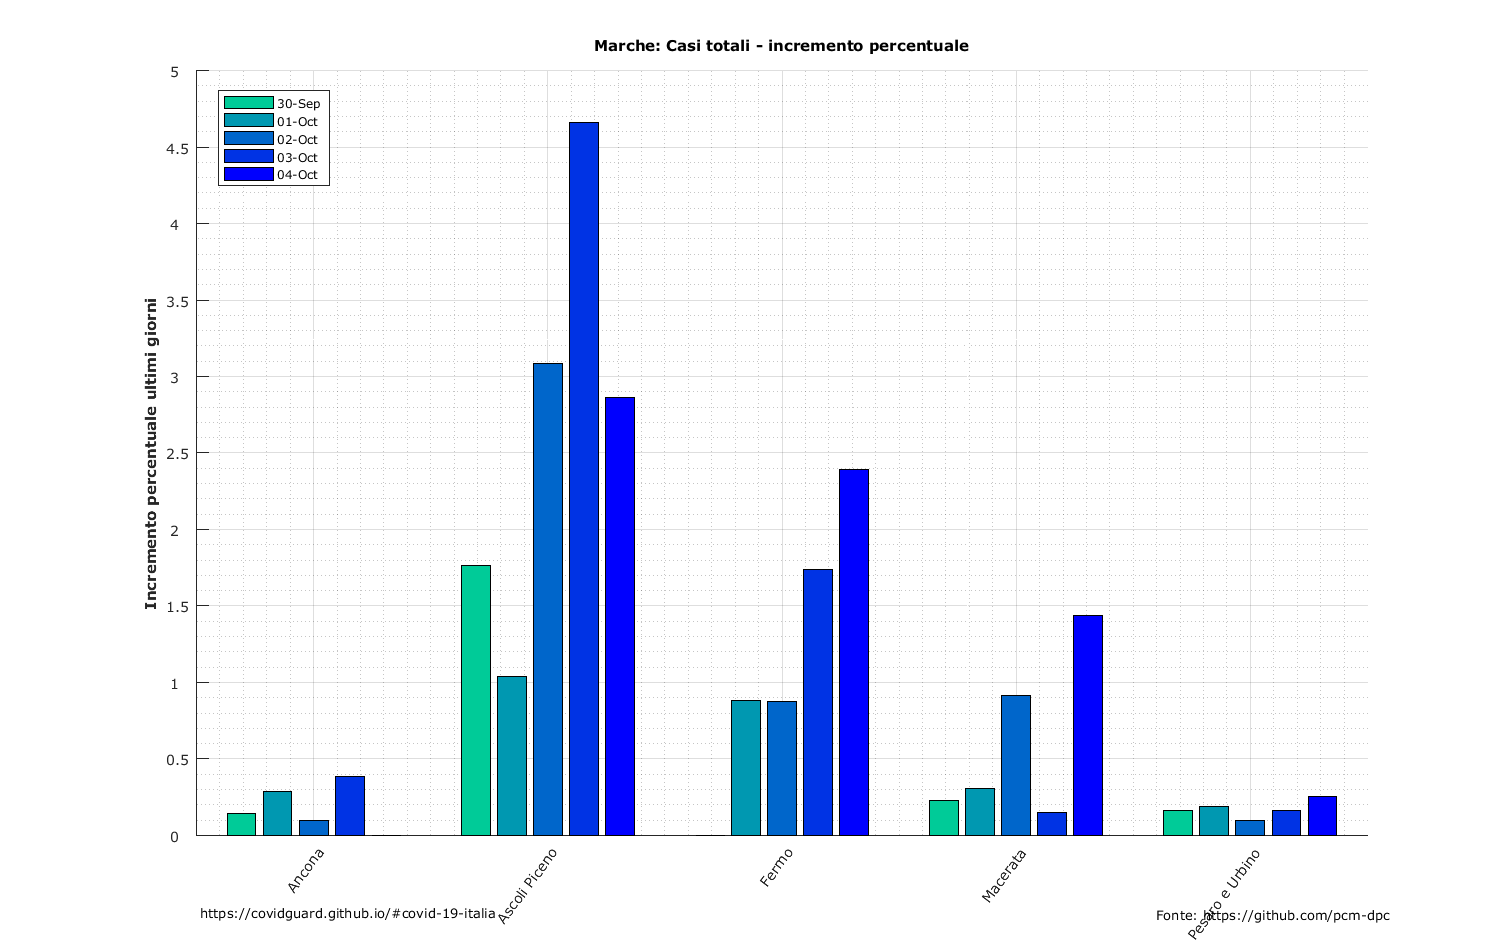 Marche: Casi totali - incremento percentuale
30-Sep
01-Oct
02-Oct
03-Oct
04-Oct
Incremento percentuale ultimi giorni
5
4.5
4
3.5
3
2.5
2
1.5
1
0.5
0
Ancona
Ascoli Piceno
Fermo
Macerata
Pesaro e Urbino
https://covidguard.github.io/#covid-19-italia
Fonte: https://github.com/pcm-dpc